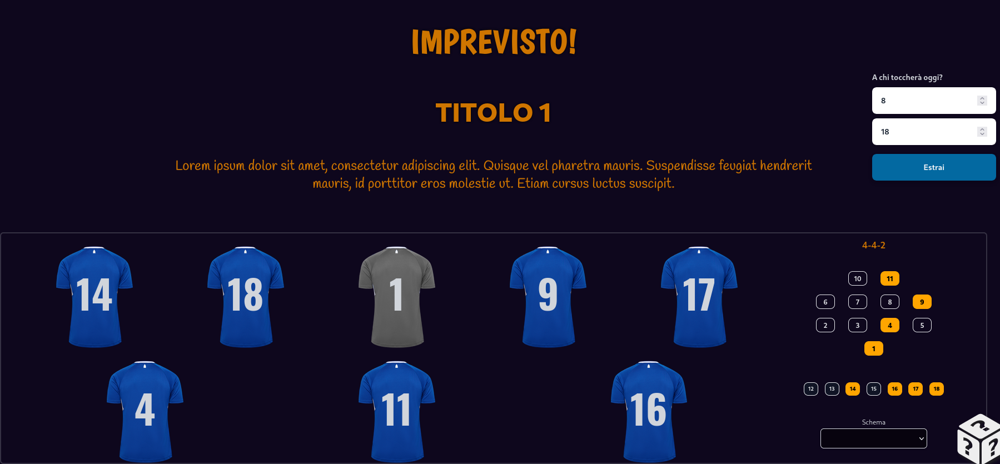 IMPREVISTO!
A chi toccherà oggi?
8
TITOLO 1
18
Lorem ipsum dolor sit amet, consectetur adipiscing elit. Quisque vel pharetra mauris. Suspendisse feugiat hendrerit
mauris, id porttitor eros molestie ut. Etiam cursus luctus suscipit.
Estrai
14 18 1 9 17
4 11 16
4-4-2
10 11
6 7 8 9
2 3 4 5
1
12 13 14 15 16 17 18
Schema
? ? ?